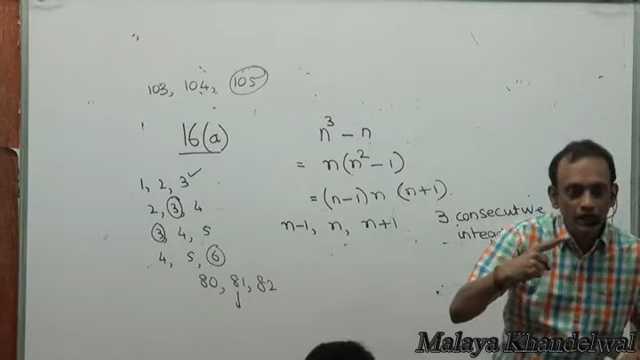 103, 104, 105
16(a)
1, 2, 3 ✓
2, 3, 4
3, 4, 5
4, 5, 6
80, 81, 82
n³ - n
= n(n² - 1)
= (n-1) n (n+1)
n-1, n, n+1
3 consecutive
Malaya Khandelwal